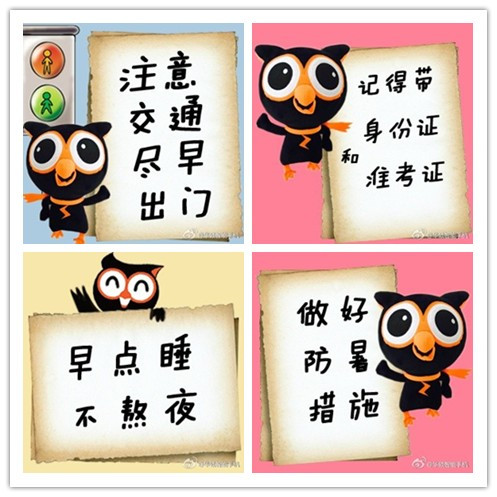 注意
交通
尽早
出门
记得带
身份证
和
准考证
早点睡
不熬夜
做好
防暑
措施